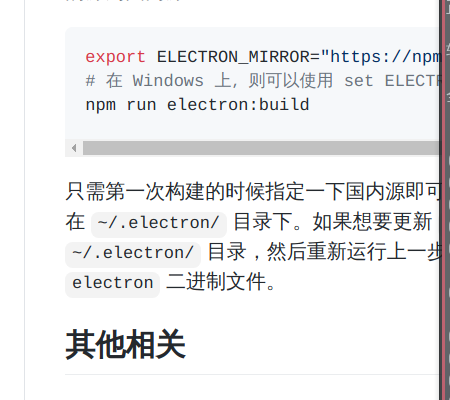 export ELECTRON_MIRROR="https://npm
# 在 Windows 上, 则可以使用 set ELECTR
npm run electron:build
只需第一次构建的时候指定一下国内源即可
在 ~/.electron/ 目录下。如果想要更新
~/.electron/ 目录，然后重新运行上一步
electron 二进制文件。
其他相关